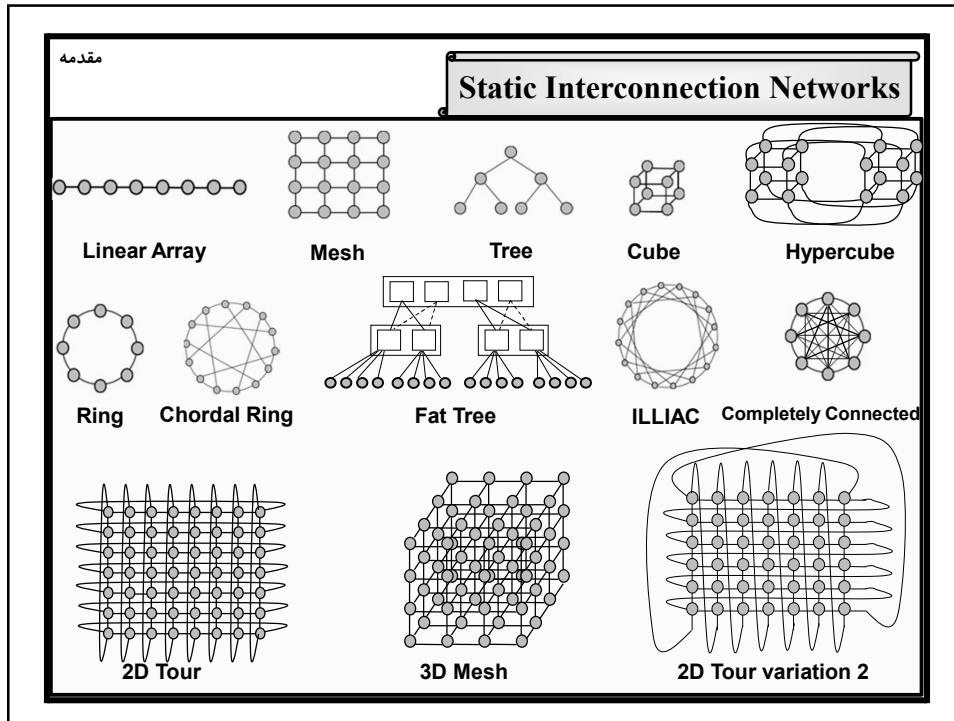 مقدمه
Static Interconnection Networks
Linear Array
Mesh
Tree
Cube
Hypercube
Ring
Chordal Ring
Fat Tree
ILLIAC
Completely Connected
2D Tour
3D Mesh
2D Tour variation 2